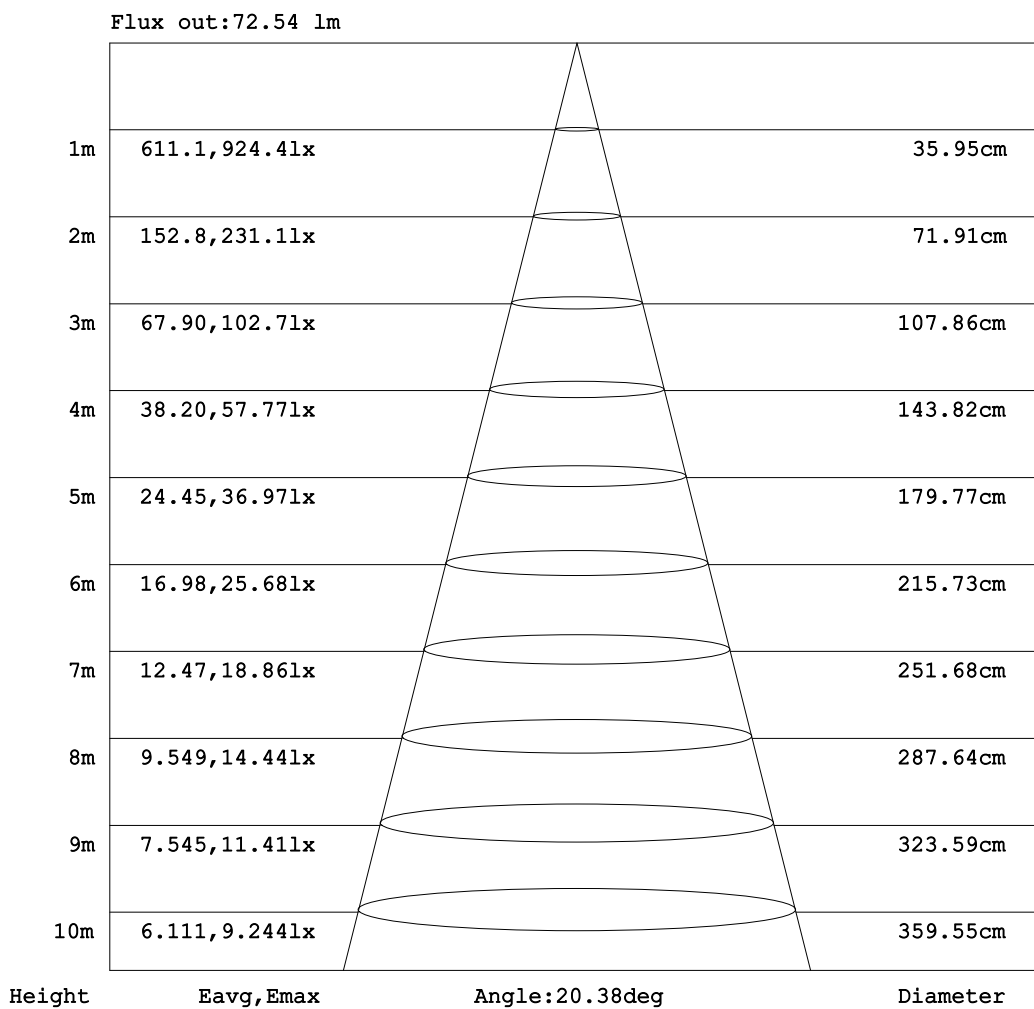 Flux out:72.54 lm
1m 611.1,924.4lx 35.95cm
2m 152.8,231.1lx 71.91cm
3m 67.90,102.7lx 107.86cm
4m 38.20,57.77lx 143.82cm
5m 24.45,36.97lx 179.77cm
6m 16.98,25.68lx 215.73cm
7m 12.47,18.86lx 251.68cm
8m 9.549,14.44lx 287.64cm
9m 7.545,11.41lx 323.59cm
10m 6.111,9.244lx 359.55cm
Height Eavg,Emax Angle:20.38deg Diameter